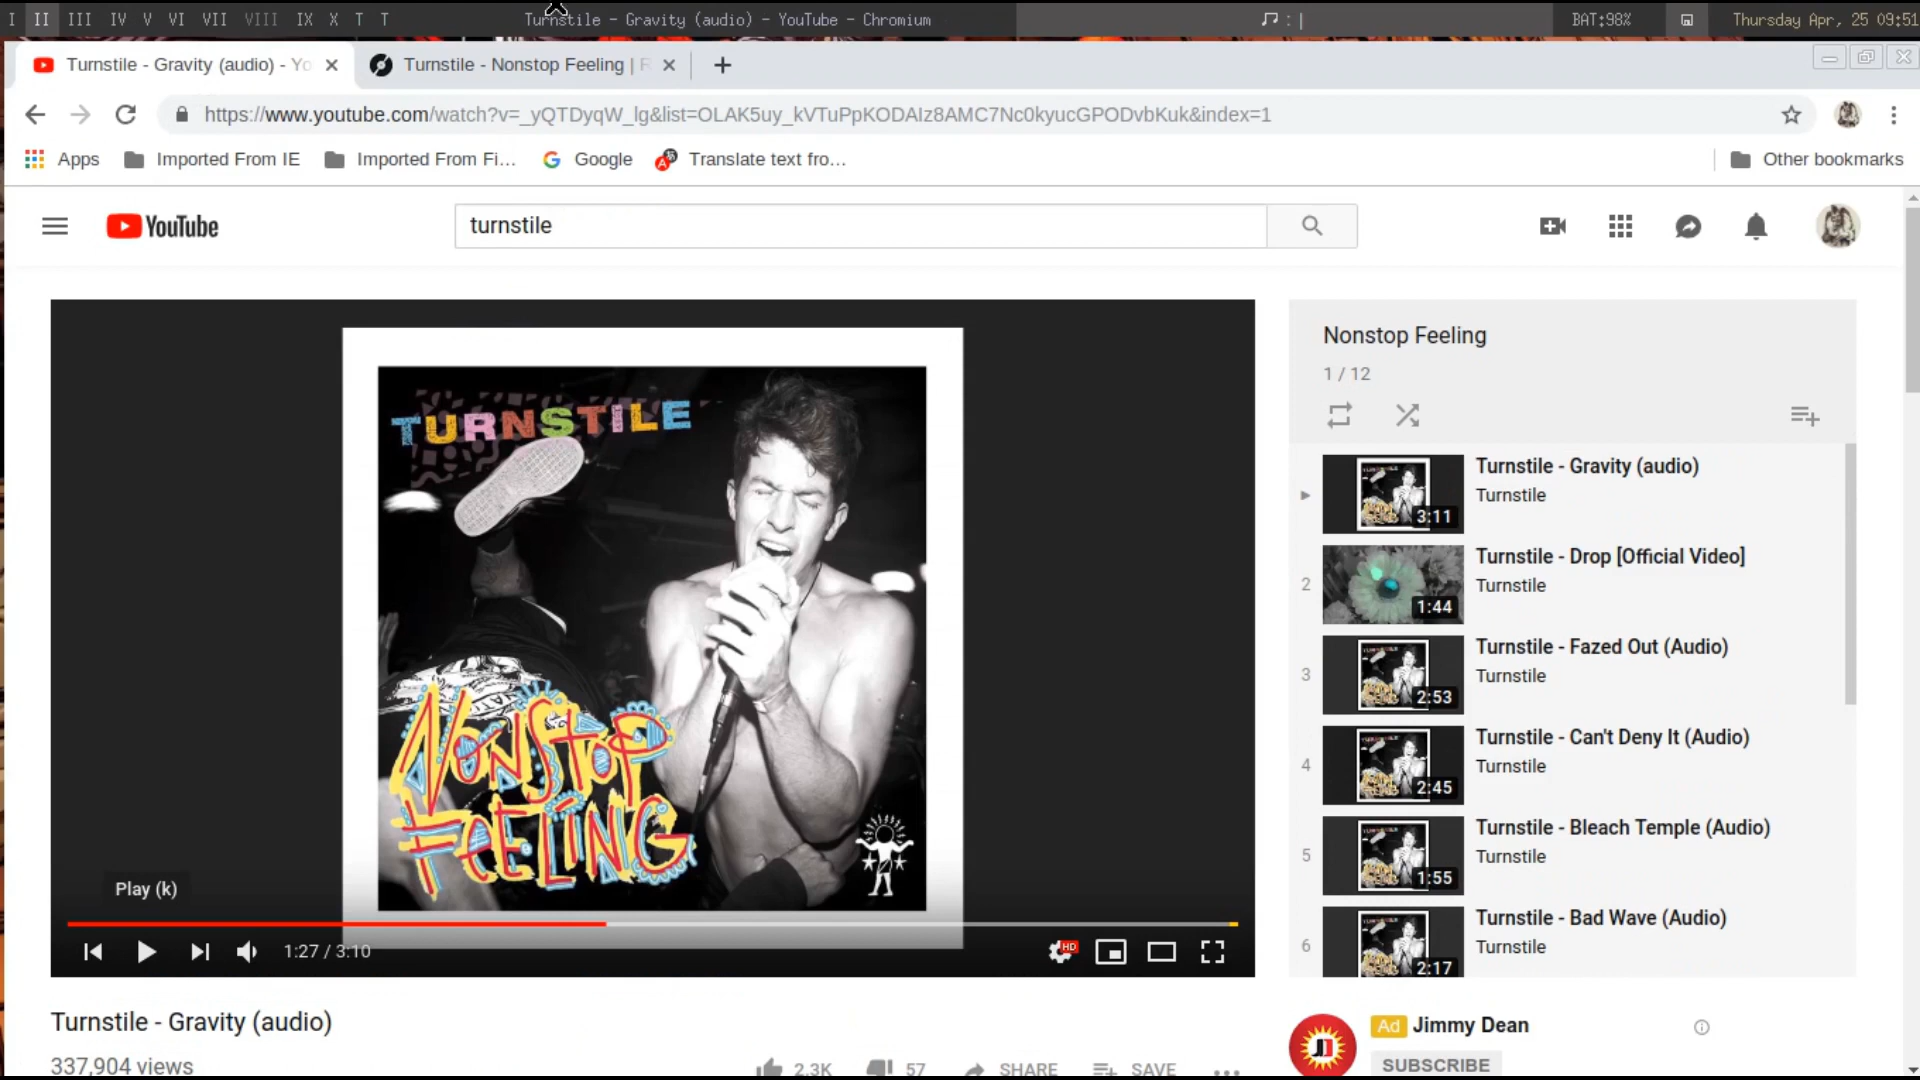 I II III IV V VI VII VIII IX X T T
Turnstile - Gravity (audio) - YouTube - Chromium
: |
BAT:98%
Thursday Apr, 25 09:51
Turnstile - Gravity (audio) - Yo
Turnstile - Nonstop Feeling | R
https://www.youtube.com/watch?v=_yQTDyqW_lg&list=OLAK5uy_kVTuPpKODAIz8AMC7Nc0kyucGPODvbKuk&index=1
Apps
Imported From IE
Imported From Fi...
Google
Translate text fro...
Other bookmarks
YouTube
turnstile
TURNSTILE
NONSTOP
FEELING
Play (k)
1:27 / 3:10
HD
Turnstile - Gravity (audio)
337,904 views
2.3K
57
SHARE
SAVE
Nonstop Feeling
1 / 12
Turnstile - Gravity (audio)
Turnstile
3:11
2
Turnstile - Drop [Official Video]
Turnstile
1:44
3
Turnstile - Fazed Out (Audio)
Turnstile
2:53
4
Turnstile - Can't Deny It (Audio)
Turnstile
2:45
5
Turnstile - Bleach Temple (Audio)
Turnstile
1:55
6
Turnstile - Bad Wave (Audio)
Turnstile
2:17
Ad Jimmy Dean
SUBSCRIBE